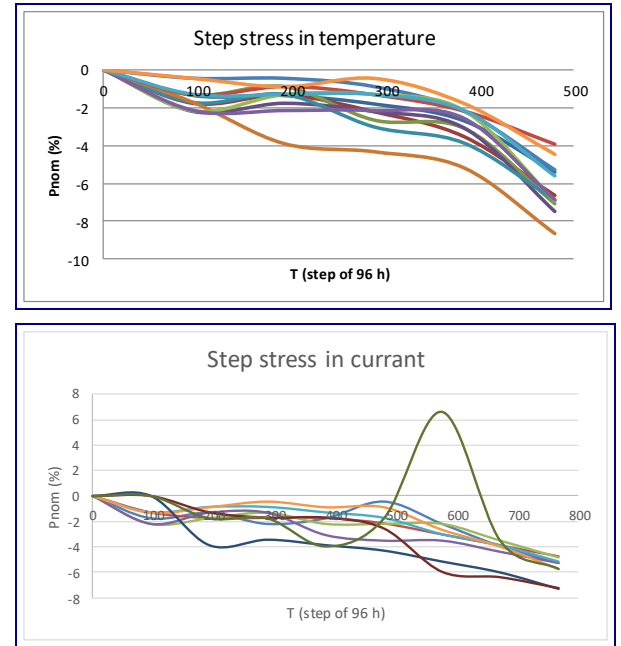 Step stress in temperature
0
0 100 200 300 400 500
-2
-4
-6
-8
-10
Pnom (%)
T (step of 96 h)
Step stress in currant
8
6
4
2
0
0 100 200 300 400 500 600 700 800
-2
-4
-6
-8
Pnom (%)
T (step of 96 h)